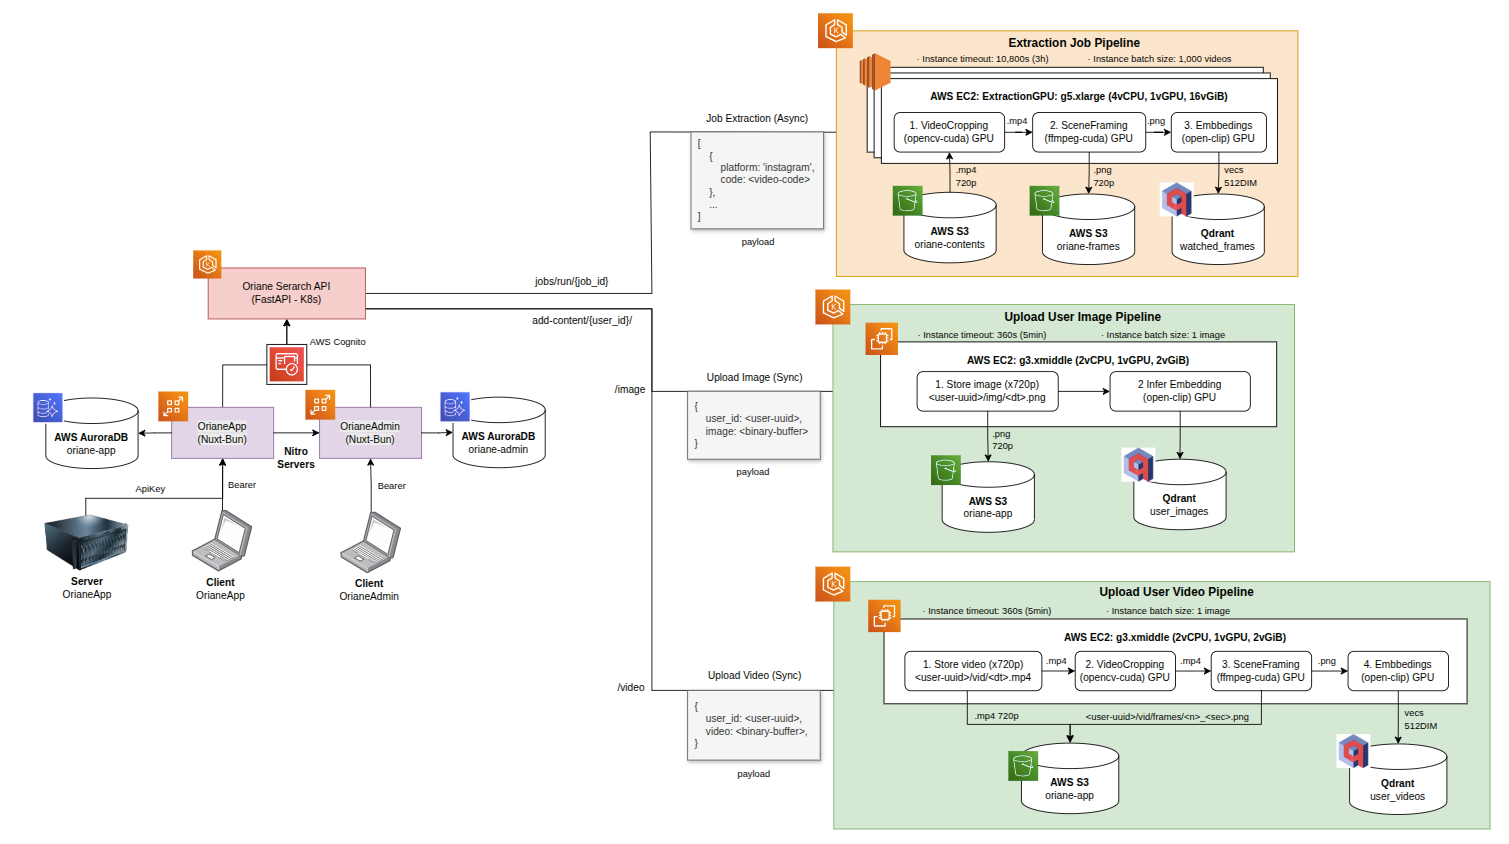 Extraction Job Pipeline
· Instance timeout: 10,800s (3h)
· Instance batch size: 1,000 videos
AWS EC2: ExtractionGPU: g5.xlarge (4vCPU, 1vGPU, 16vGiB)
1. VideoCropping
(opencv-cuda) GPU
.mp4
2. SceneFraming
(ffmpeg-cuda) GPU
.png
3. Embbedings
(open-clip) GPU
.mp4
720p
.png
720p
vecs
512DIM
AWS S3
oriane-contents
AWS S3
oriane-frames
Qdrant
watched_frames
Job Extraction (Async)
[
{
platform: 'instagram',
code: <video-code>
},
...
]
payload
Oriane Serarch API
(FastAPI - K8s)
jobs/run/{job_id}
add-content/{user_id}/
AWS Cognito
/image
/video
AWS AuroraDB
oriane-app
OrianeApp
(Nuxt-Bun)
Nitro
Servers
OrianeAdmin
(Nuxt-Bun)
AWS AuroraDB
oriane-admin
ApiKey
Bearer
Bearer
Server
OrianeApp
Client
OrianeApp
Client
OrianeAdmin
Upload Image (Sync)
{
user_id: <user-uuid>,
image: <binary-buffer>
}
payload
Upload User Image Pipeline
· Instance timeout: 360s (5min)
· Instance batch size: 1 image
AWS EC2: g3.xmiddle (2vCPU, 1vGPU, 2vGiB)
1. Store image (x720p)
<user-uuid>/img/<dt>.png
2 Infer Embedding
(open-clip) GPU
.png
720p
AWS S3
oriane-app
Qdrant
user_images
Upload Video (Sync)
{
user_id: <user-uuid>,
video: <binary-buffer>,
}
payload
Upload User Video Pipeline
· Instance timeout: 360s (5min)
· Instance batch size: 1 image
AWS EC2: g3.xmiddle (2vCPU, 1vGPU, 2vGiB)
1. Store video (x720p)
<user-uuid>/vid/<dt>.mp4
.mp4
2. VideoCropping
(opencv-cuda) GPU
.mp4
3. SceneFraming
(ffmpeg-cuda) GPU
.png
4. Embbedings
(open-clip) GPU
.mp4 720p
<user-uuid>/vid/frames/<n>_<sec>.png
vecs
512DIM
AWS S3
oriane-app
Qdrant
user_videos